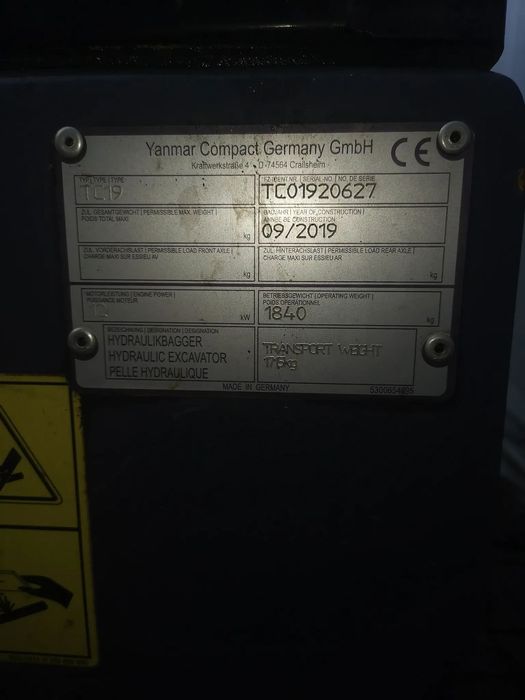 Yanmar Compact Germany GmbH
Kraftwerkstraße 4 · D-74564 Crailsheim
CE
TYP | TYPE | TYPE
TC19
FZ-IDENT.NR. | SERIAL-NO. | NO. DE SERIE
TC01920627
ZUL. GESAMTGEWICHT | PERMISSIBLE MAX. WEIGHT |
POIDS TOTAL MAXI
kg
BAUJAHR | YEAR OF CONSTRUCTION |
ANNEE DE CONSTRUCTION
09/2019
ZUL. VORDERACHSLAST | PERMISSIBLE LOAD FRONT AXLE |
CHARGE MAXI SUR ESSIEU AV
kg
ZUL. HINTERACHSLAST | PERMISSIBLE LOAD REAR AXLE |
CHARGE MAXI SUR ESSIEU AR
kg
MOTORLEISTUNG | ENGINE POWER |
PUISSANCE MOTEUR
kW
BETRIEBSGEWICHT | OPERATING WEIGHT |
POIDS OPERATIONNEL
1840
kg
BEZEICHNUNG | DESIGNATION | DESIGNATION
HYDRAULIKBAGGER
HYDRAULIC EXCAVATOR
PELLE HYDRAULIQUE
TRANSPORT WEIGHT
MADE IN GERMANY